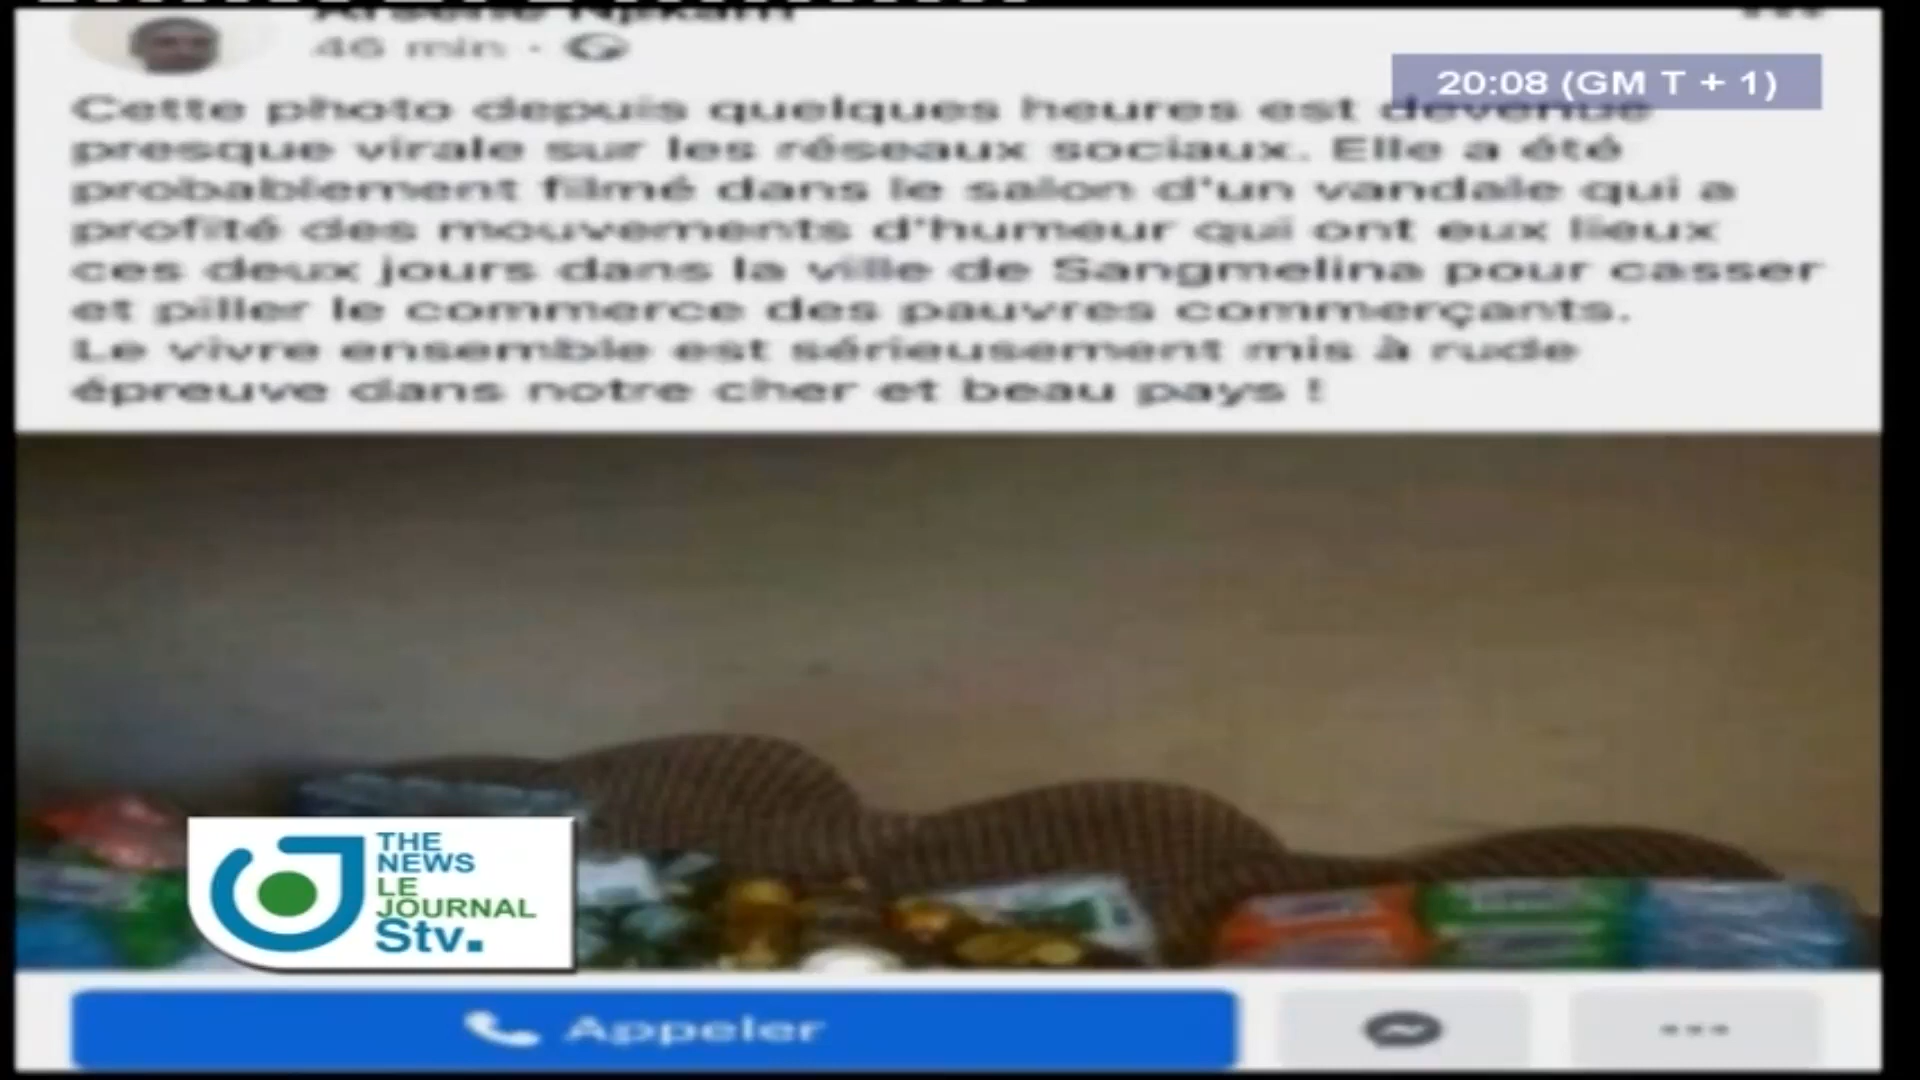 46 min ·
20:08 (GM T + 1)
Cette photo depuis quelques heures est devenue
presque virale sur les réseaux sociaux. Elle a été
probablement filmé dans le salon d'un vandale qui a
profité des mouvements d'humeur qui ont eux lieux
ces deux jours dans la ville de Sangmelina pour casser
et piller le commerce des pauvres commerçants.
Le vivre ensemble est sérieusement mis à rude
épreuve dans notre cher et beau pays !
THE
NEWS
LE
JOURNAL
Stv.
Appeler